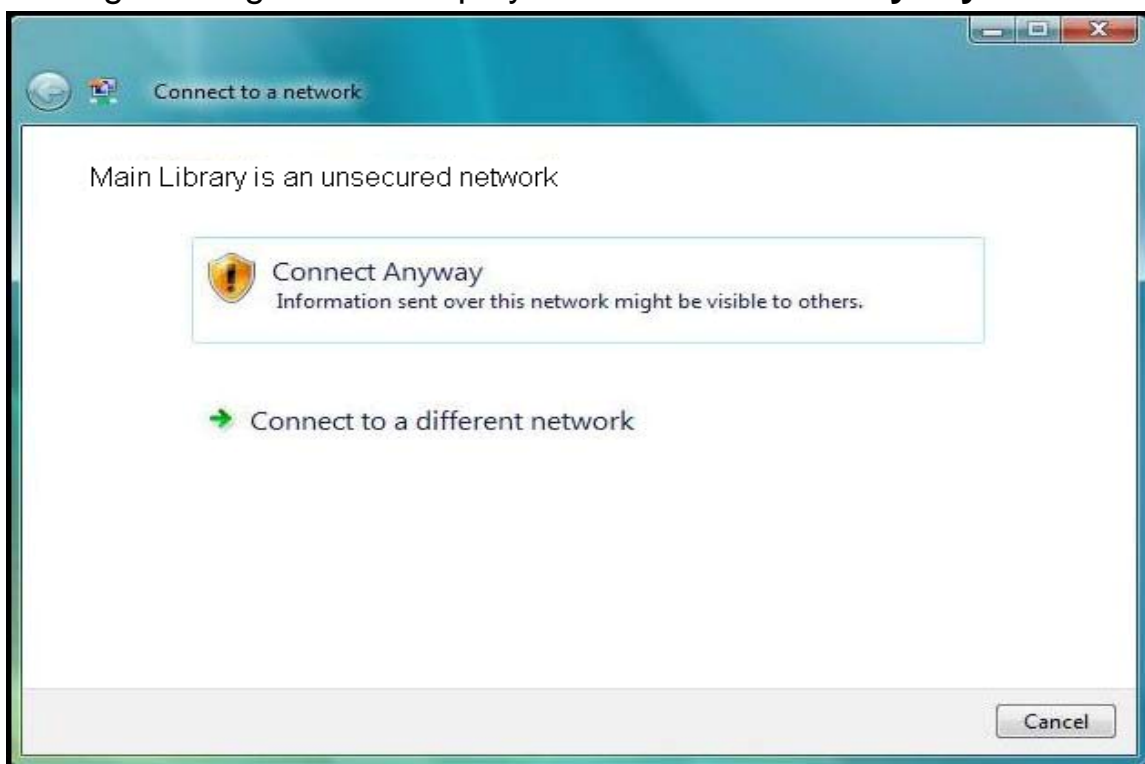 Connect to a network
Main Library is an unsecured network
Connect Anyway
Information sent over this network might be visible to others.
Connect to a different network
Cancel